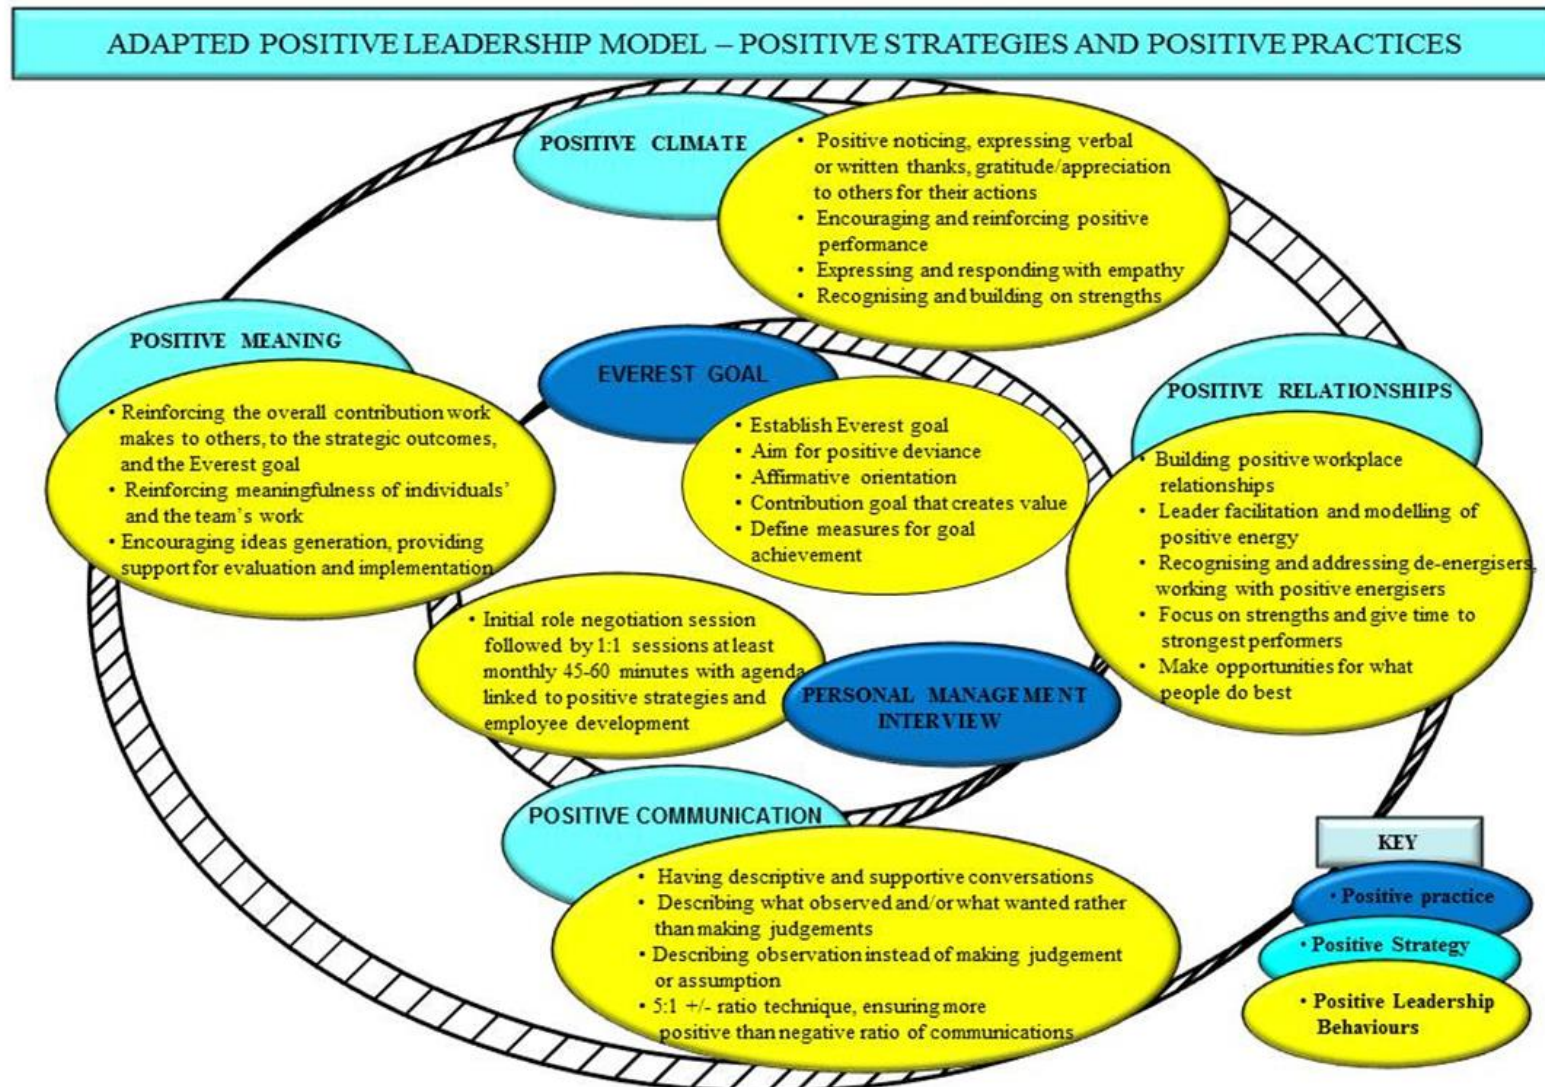 ADAPTED POSITIVE LEADERSHIP MODEL – POSITIVE STRATEGIES AND POSITIVE PRACTICES
POSITIVE CLIMATE
• Positive noticing, expressing verbal
or written thanks, gratitude/appreciation
to others for their actions
• Encouraging and reinforcing positive
performance
• Expressing and responding with empathy
• Recognising and building on strengths
POSITIVE MEANING
• Reinforcing the overall contribution work
makes to others, to the strategic outcomes,
and the Everest goal
• Reinforcing meaningfulness of individuals’
and the team’s work
• Encouraging ideas generation, providing
support for evaluation and implementation
EVEREST GOAL
• Establish Everest goal
• Aim for positive deviance
• Affirmative orientation
• Contribution goal that creates value
• Define measures for goal
achievement
POSITIVE RELATIONSHIPS
• Building positive workplace
relationships
• Leader facilitation and modelling of
positive energy
• Recognising and addressing de-energisers,
working with positive energisers
• Focus on strengths and give time to
strongest performers
• Make opportunities for what
people do best
• Initial role negotiation session
followed by 1:1 sessions at least
monthly 45-60 minutes with agenda
linked to positive strategies and
employee development
PERSONAL MANAGEMENT
INTERVIEW
POSITIVE COMMUNICATION
• Having descriptive and supportive conversations
• Describing what observed and/or what wanted rather
than making judgements
• Describing observation instead of making judgement
or assumption
• 5:1 +/- ratio technique, ensuring more
positive than negative ratio of communications
KEY
• Positive practice
• Positive Strategy
• Positive Leadership
Behaviours